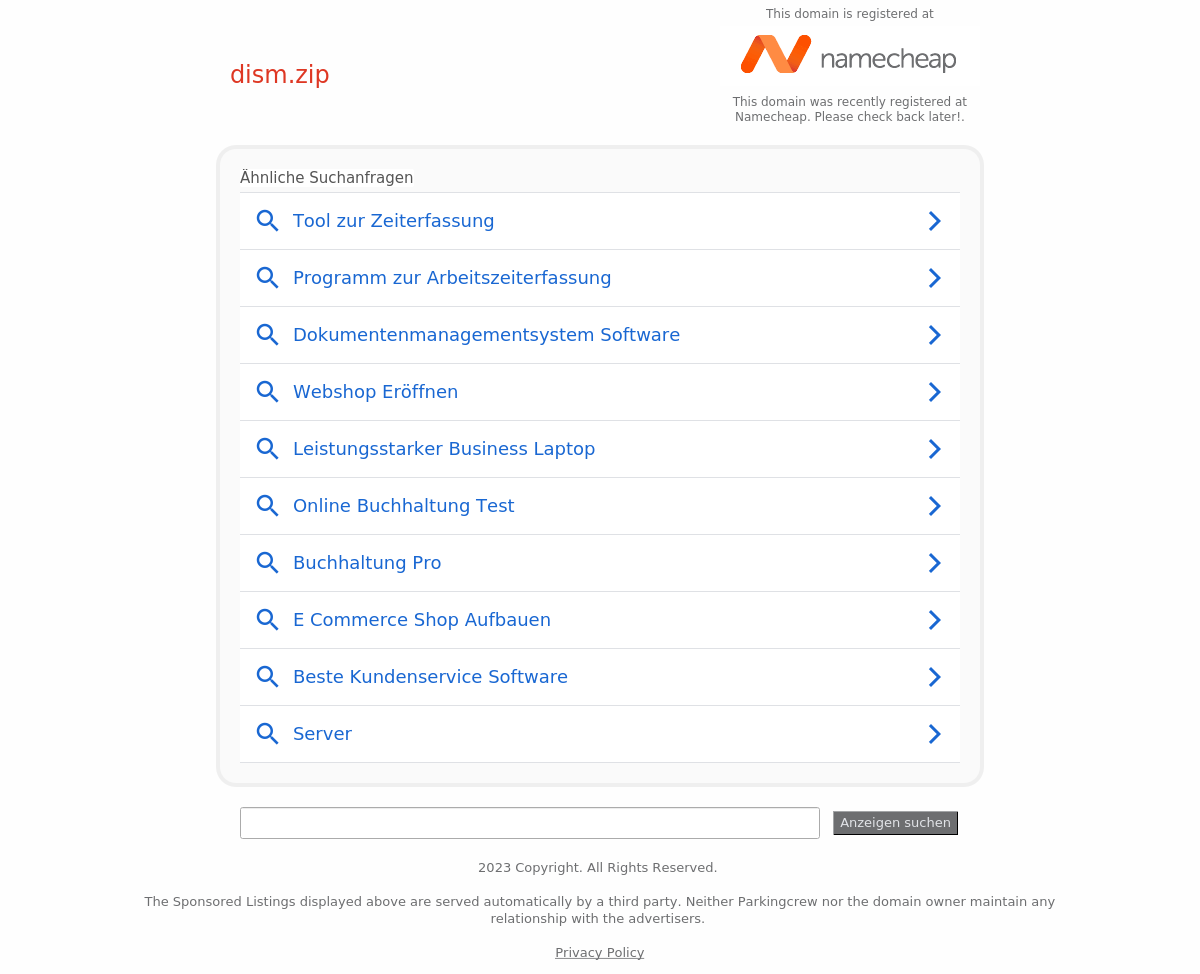 This domain is registered at
namecheap
dism.zip
This domain was recently registered at
Namecheap. Please check back later!.
Ähnliche Suchanfragen
Tool zur Zeiterfassung
Programm zur Arbeitszeiterfassung
Dokumentenmanagementsystem Software
Webshop Eröffnen
Leistungsstarker Business Laptop
Online Buchhaltung Test
Buchhaltung Pro
E Commerce Shop Aufbauen
Beste Kundenservice Software
Server
Anzeigen suchen
2023 Copyright. All Rights Reserved.
The Sponsored Listings displayed above are served automatically by a third party. Neither Parkingcrew nor the domain owner maintain any
relationship with the advertisers.
Privacy Policy